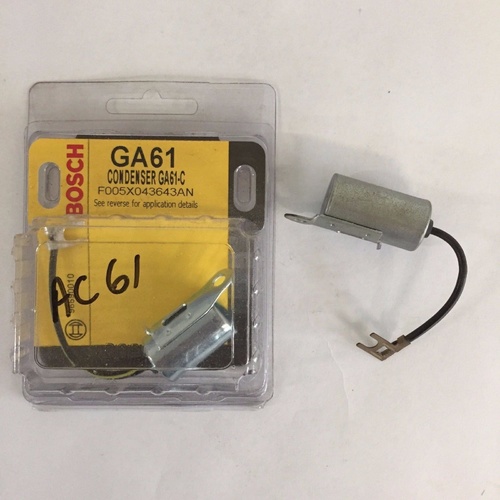 BOSCH
GA61
CONDENSER GA61-C
F005X043643AN
See reverse for application details
AC 61